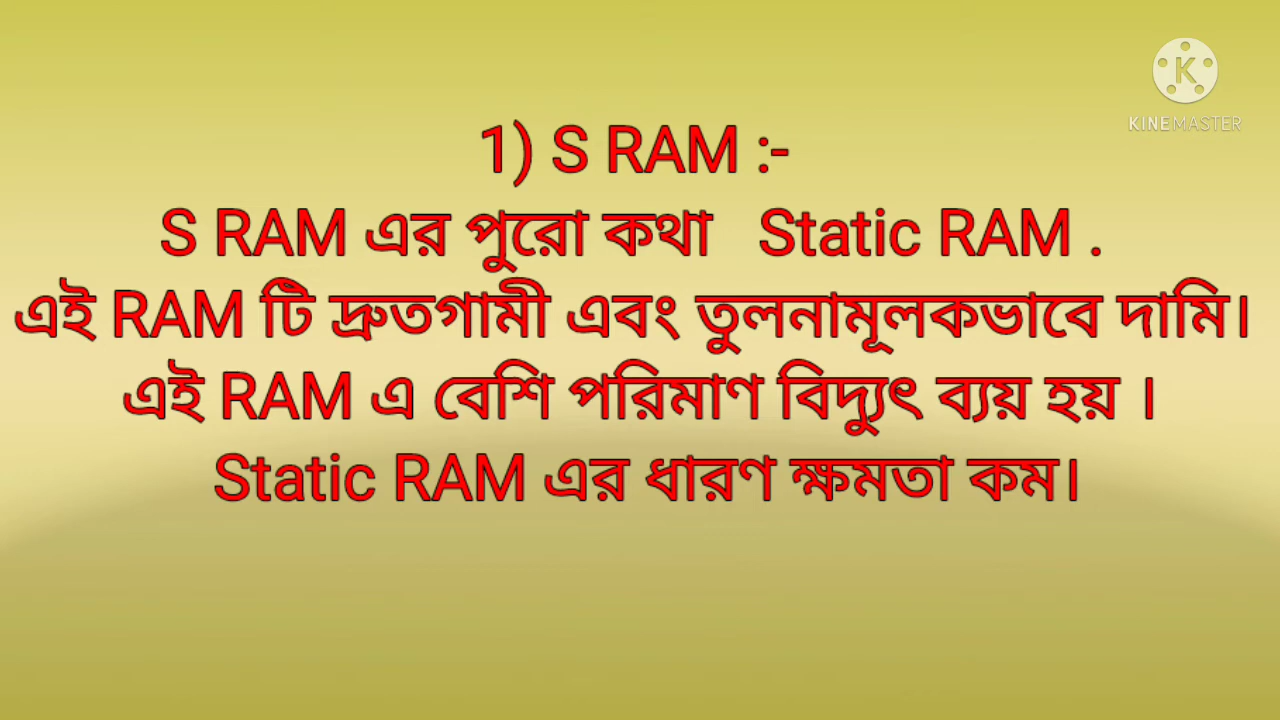 KINEMASTER
1) S RAM :-
S RAM এর পুরো কথা Static RAM .
এই RAM টি দ্রুতগামী এবং তুলনামূলকভাবে দামি।
এই RAM এ বেশি পরিমাণ বিদ্যুৎ ব্যয় হয় ।
Static RAM এর ধারণ ক্ষমতা কম।